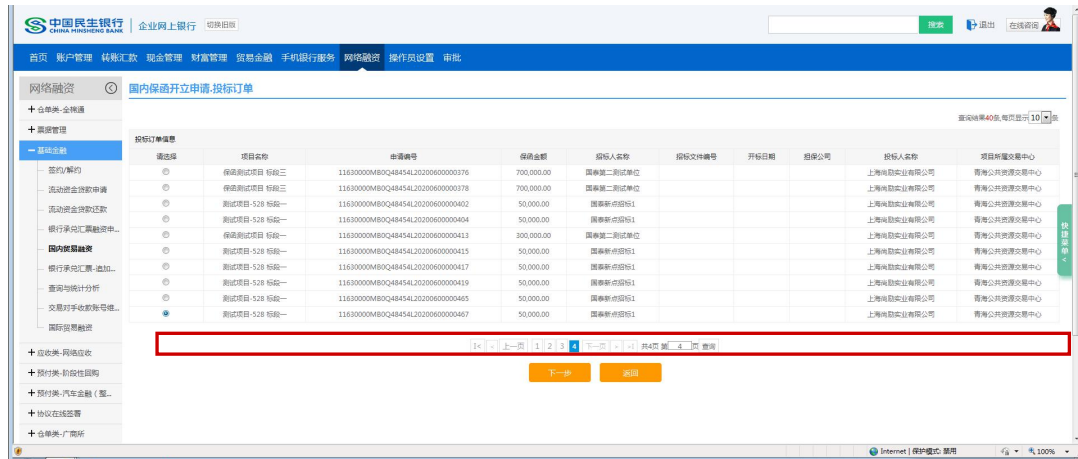 中国民生银行 企业网上银行 切换旧版 搜索 退出 在线咨询
CHINA MINSHENG BANK
首页 账户管理 转账汇款 现金管理 财富管理 贸易金融 手机银行服务 网络融资 操作员设置 审批
网络融资
仓单类-全棉通
票据管理
基础金融
签约/解约
流动资金贷款申请
流动资金贷款还款
银行承兑汇票融资申...
国内贸易融资
银行承兑汇票-追加...
查询与统计分析
交易对手收款账号维...
国际贸易融资
应收类-网络应收
预付类-阶段性回购
预付类-汽车金融（整...
协议在线签署
仓单类-广商所
国内保函开立申请.投标订单
查询结果40条,每页显示 10 条
投标订单信息
请选择 项目名称 申请编号 保函金额 招标人名称 招标文件编号 开标日期 担保公司 投标人名称 项目所属交易中心
保函测试项目 标段三 11630000MB0Q48454L20200600000376 700,000.00 国泰第二测试单位 上海尚勋实业有限公司 青海公共资源交易中心
保函测试项目 标段三 11630000MB0Q48454L20200600000378 700,000.00 国泰第二测试单位 上海尚勋实业有限公司 青海公共资源交易中心
测试项目-528 标段一 11630000MB0Q48454L20200600000402 50,000.00 国泰新点招标1 上海尚勋实业有限公司 青海公共资源交易中心
测试项目-528 标段一 11630000MB0Q48454L20200600000404 50,000.00 国泰新点招标1 上海尚勋实业有限公司 青海公共资源交易中心
保函测试项目 标段一 11630000MB0Q48454L20200600000413 300,000.00 国泰第二测试单位 上海尚勋实业有限公司 青海公共资源交易中心
测试项目-528 标段一 11630000MB0Q48454L20200600000415 50,000.00 国泰新点招标1 上海尚勋实业有限公司 青海公共资源交易中心
测试项目-528 标段一 11630000MB0Q48454L20200600000417 50,000.00 国泰新点招标1 上海尚勋实业有限公司 青海公共资源交易中心
测试项目-528 标段一 11630000MB0Q48454L20200600000419 50,000.00 国泰新点招标1 上海尚勋实业有限公司 青海公共资源交易中心
测试项目-528 标段一 11630000MB0Q48454L20200600000465 50,000.00 国泰新点招标1 上海尚勋实业有限公司 青海公共资源交易中心
测试项目-528 标段一 11630000MB0Q48454L20200600000467 50,000.00 国泰新点招标1 上海尚勋实业有限公司 青海公共资源交易中心
I< < 上一页 1 2 3 4 下一页 > >I 共4页 第 4 页 查询
下一步 返回
快捷菜单 <
Internet | 保护模式: 禁用 100%